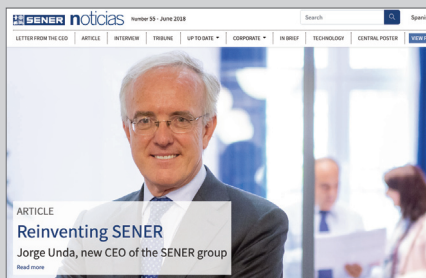 SENER noticias Number 55 - June 2018 Search Spani
LETTER FROM THE CEO ARTICLE INTERVIEW TRIBUNE UP TO DATE CORPORATE IN BRIEF TECHNOLOGY CENTRAL POSTER VIEW
ARTICLE
Reinventing SENER
Jorge Unda, new CEO of the SENER group
Read more